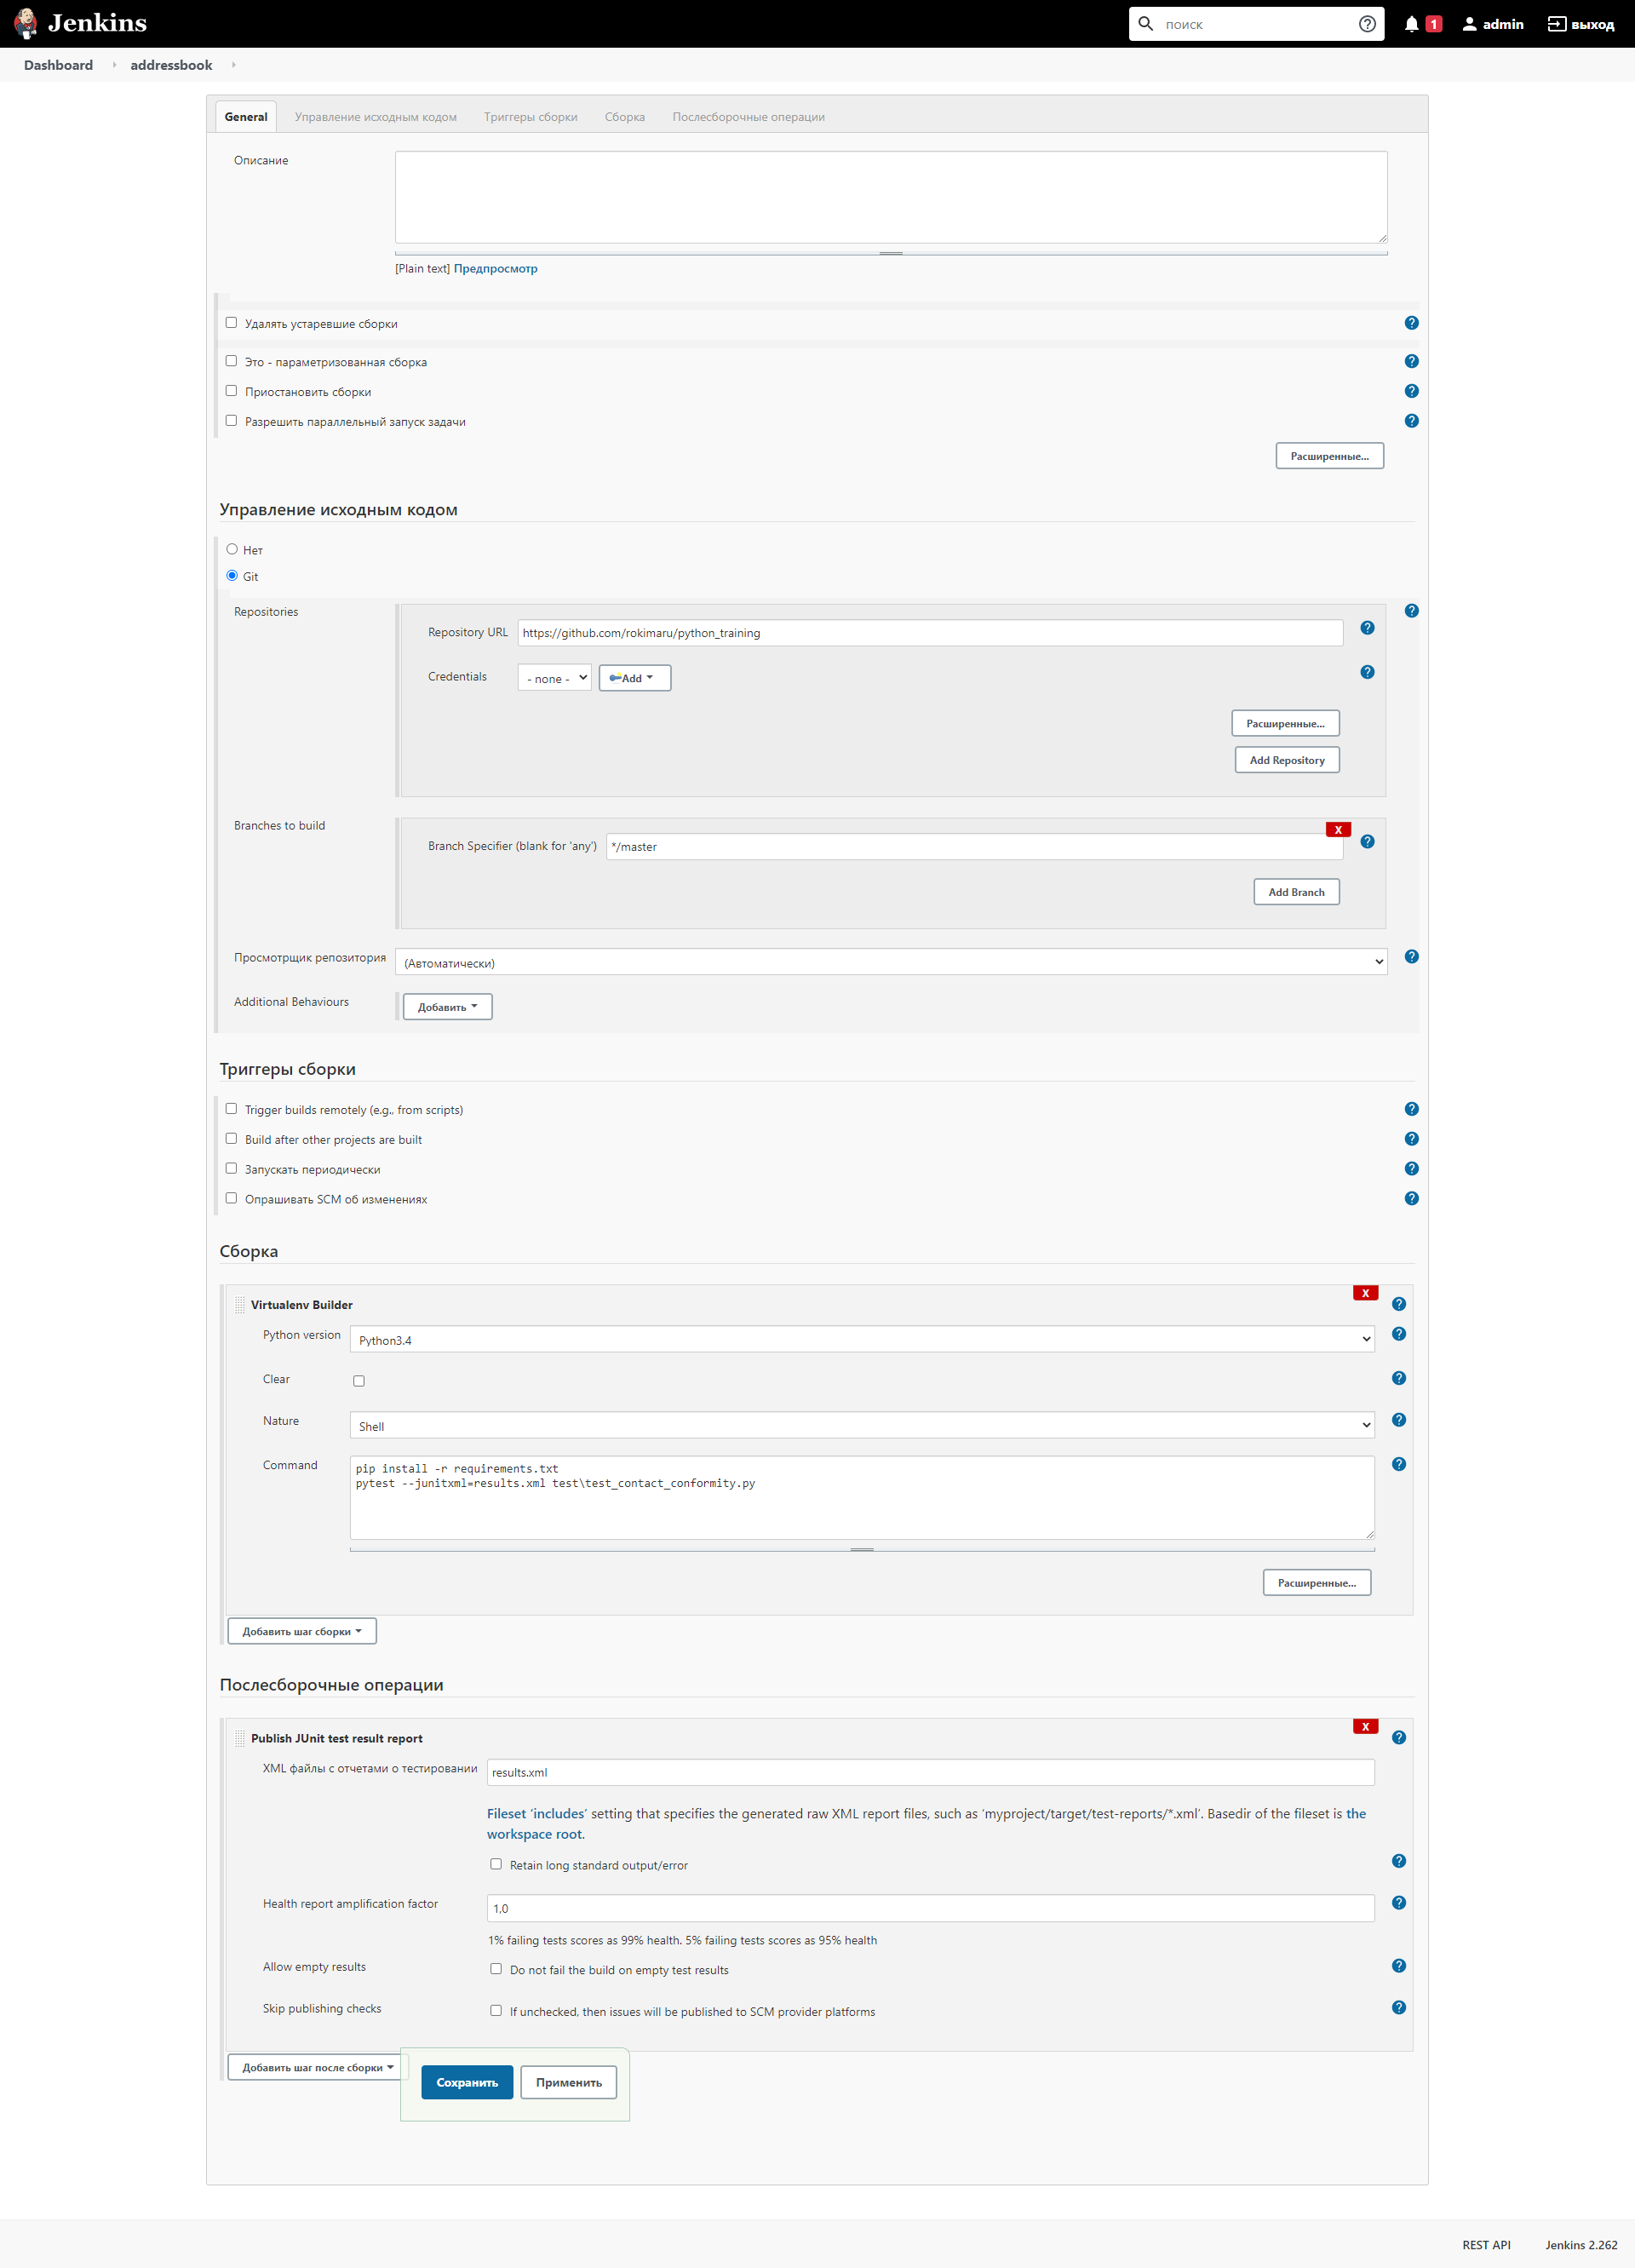 Jenkins
поиск
1
admin
выход
Dashboard
addressbook
General
Управление исходным кодом
Триггеры сборки
Сборка
Послесборочные операции
Описание
[Plain text] Предпросмотр
Удалять устаревшие сборки
Это - параметризованная сборка
Приостановить сборки
Разрешить параллельный запуск задачи
Расширенные...
Управление исходным кодом
Нет
Git
Repositories
Repository URL
https://github.com/rokimaru/python_training
Credentials
- none -
Add
Расширенные...
Add Repository
Branches to build
X
Branch Specifier (blank for 'any')
*/master
Add Branch
Просмотрщик репозитория
(Автоматически)
Additional Behaviours
Добавить
Триггеры сборки
Trigger builds remotely (e.g., from scripts)
Build after other projects are built
Запускать периодически
Опрашивать SCM об изменениях
Сборка
X
Virtualenv Builder
Python version
Python3.4
Clear
Nature
Shell
Command
pip install -r requirements.txt
pytest --junitxml=results.xml test\test_contact_conformity.py
Расширенные...
Добавить шаг сборки
Послесборочные операции
X
Publish JUnit test result report
XML файлы с отчетами о тестировании
results.xml
Fileset 'includes' setting that specifies the generated raw XML report files, such as 'myproject/target/test-reports/*.xml'. Basedir of the fileset is the
workspace root.
Retain long standard output/error
Health report amplification factor
1,0
1% failing tests scores as 99% health. 5% failing tests scores as 95% health
Allow empty results
Do not fail the build on empty test results
Skip publishing checks
If unchecked, then issues will be published to SCM provider platforms
Добавить шаг после сборки
Сохранить
Применить
REST API
Jenkins 2.262